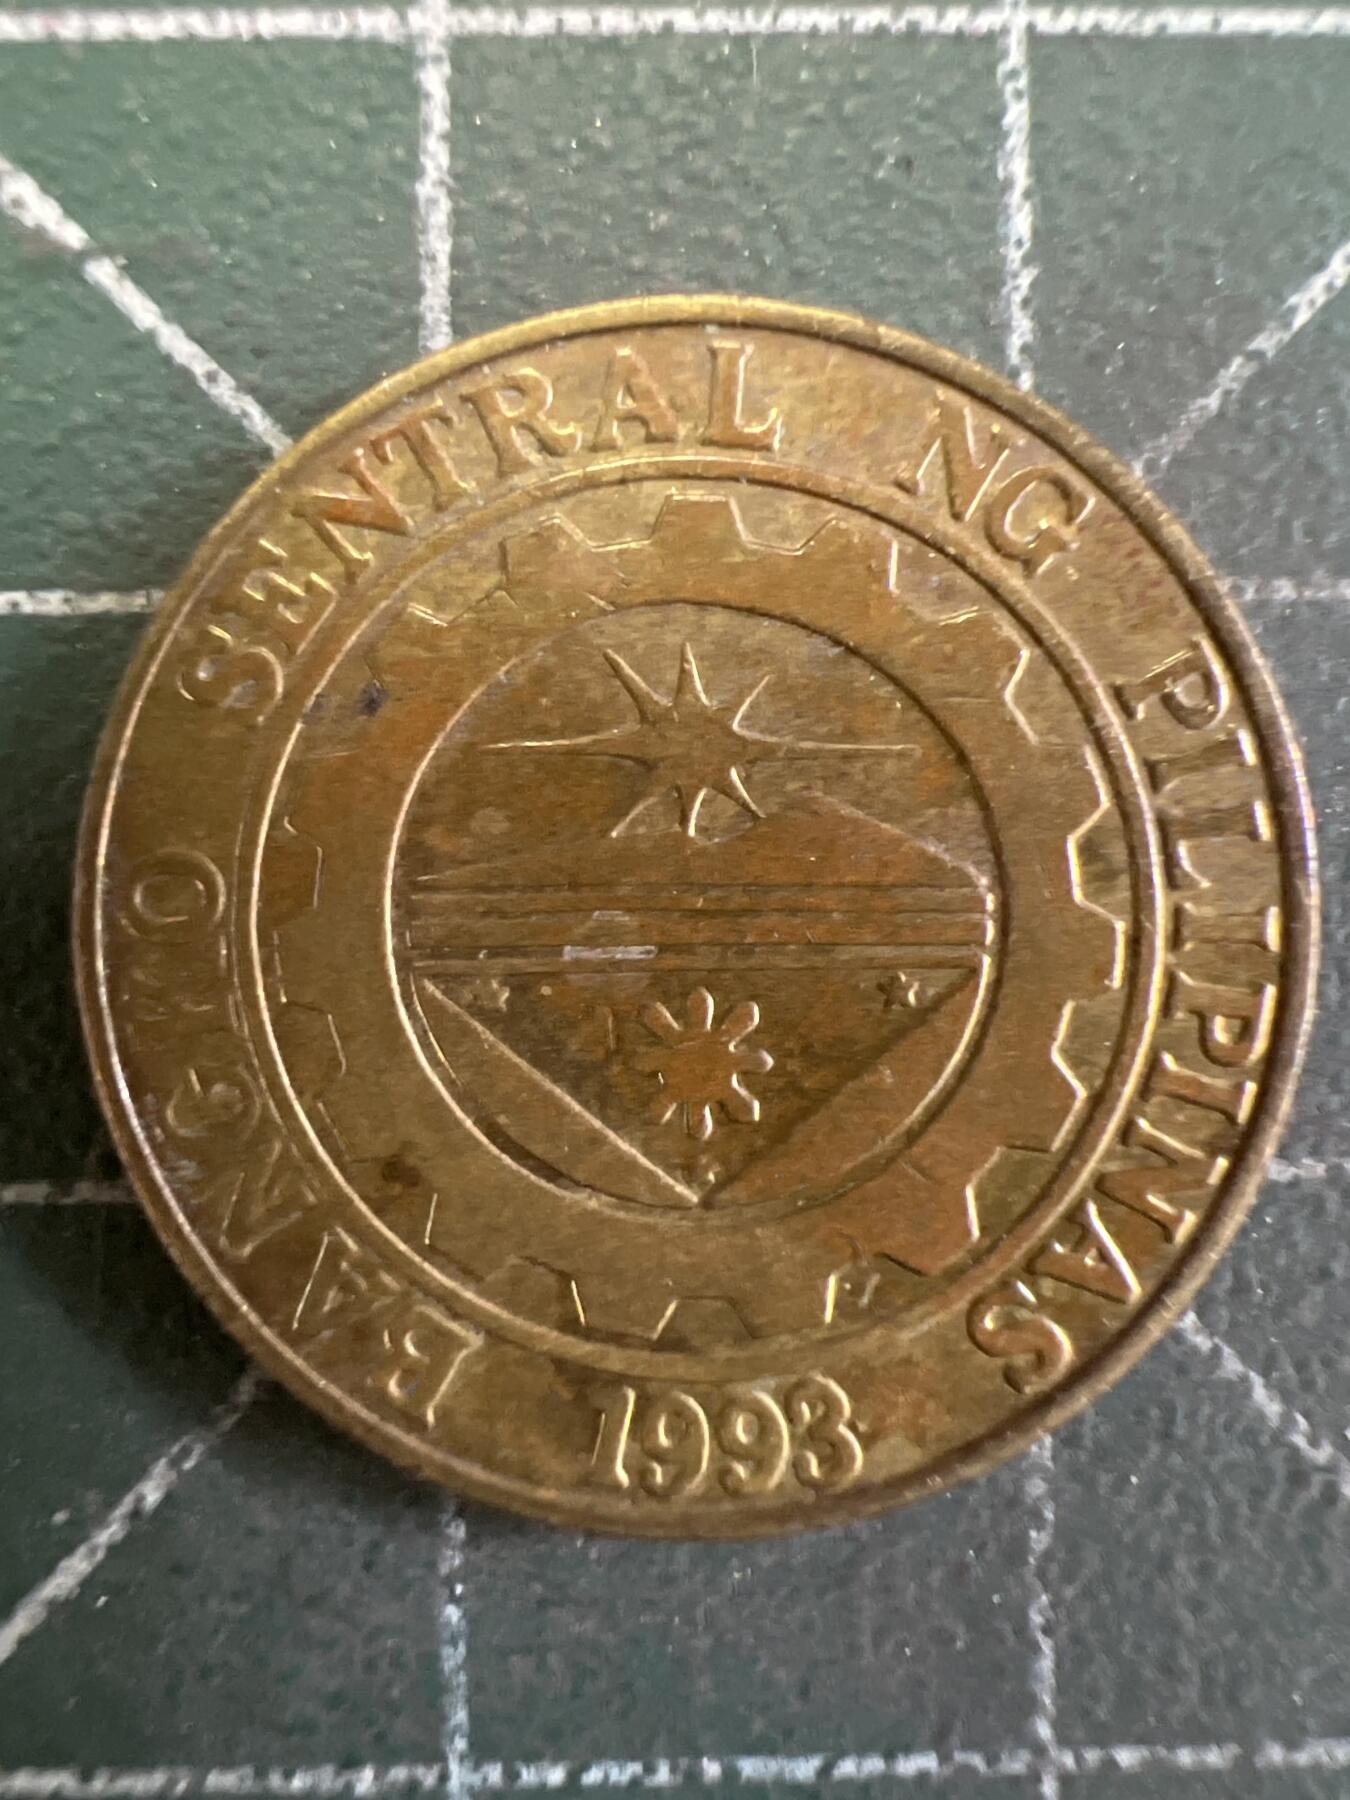 BANGKO SENTRAL NG PILIPINAS
1993